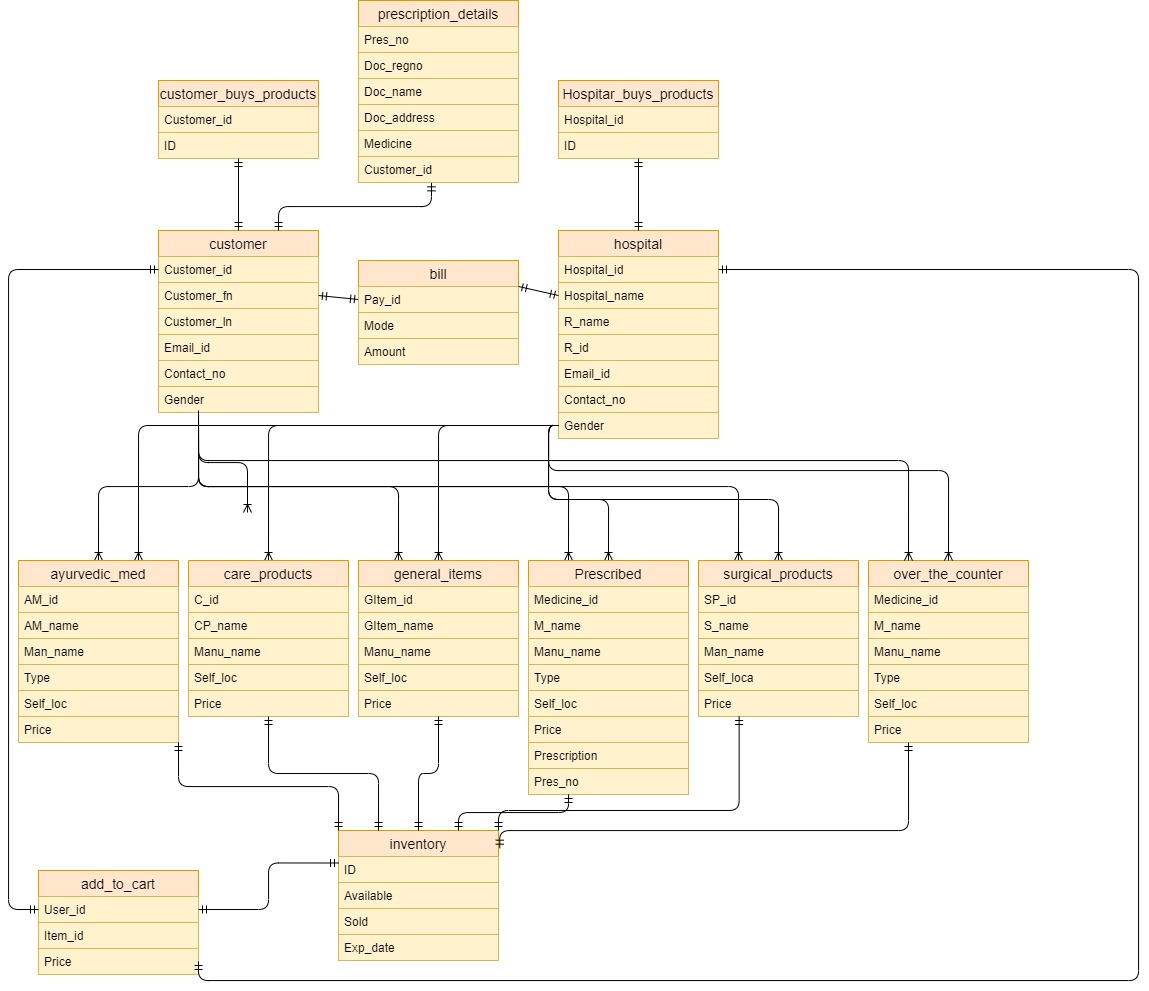 prescription_details
Pres_no
Doc_regno
Doc_name
Doc_address
Medicine
Customer_id
customer_buys_products
Customer_id
ID
Hospitar_buys_products
Hospital_id
ID
customer
Customer_id
Customer_fn
Customer_ln
Email_id
Contact_no
Gender
bill
Pay_id
Mode
Amount
hospital
Hospital_id
Hospital_name
R_name
R_id
Email_id
Contact_no
Gender
ayurvedic_med
AM_id
AM_name
Man_name
Type
Self_loc
Price
care_products
C_id
CP_name
Manu_name
Self_loc
Price
general_items
GItem_id
GItem_name
Manu_name
Self_loc
Price
Prescribed
Medicine_id
M_name
Manu_name
Type
Self_loc
Price
Prescription
Pres_no
surgical_products
SP_id
S_name
Man_name
Self_loca
Price
over_the_counter
Medicine_id
M_name
Manu_name
Type
Self_loc
Price
inventory
ID
Available
Sold
Exp_date
add_to_cart
User_id
Item_id
Price